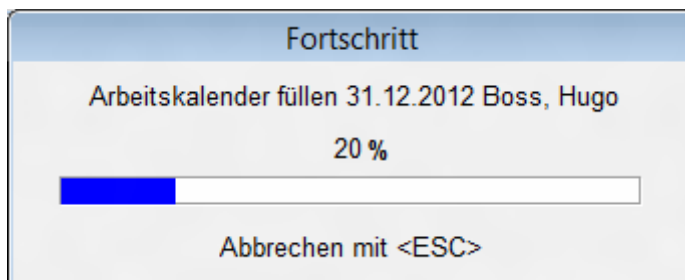 Fortschritt
Arbeitskalender füllen 31.12.2012 Boss, Hugo
20 %
Abbrechen mit <ESC>